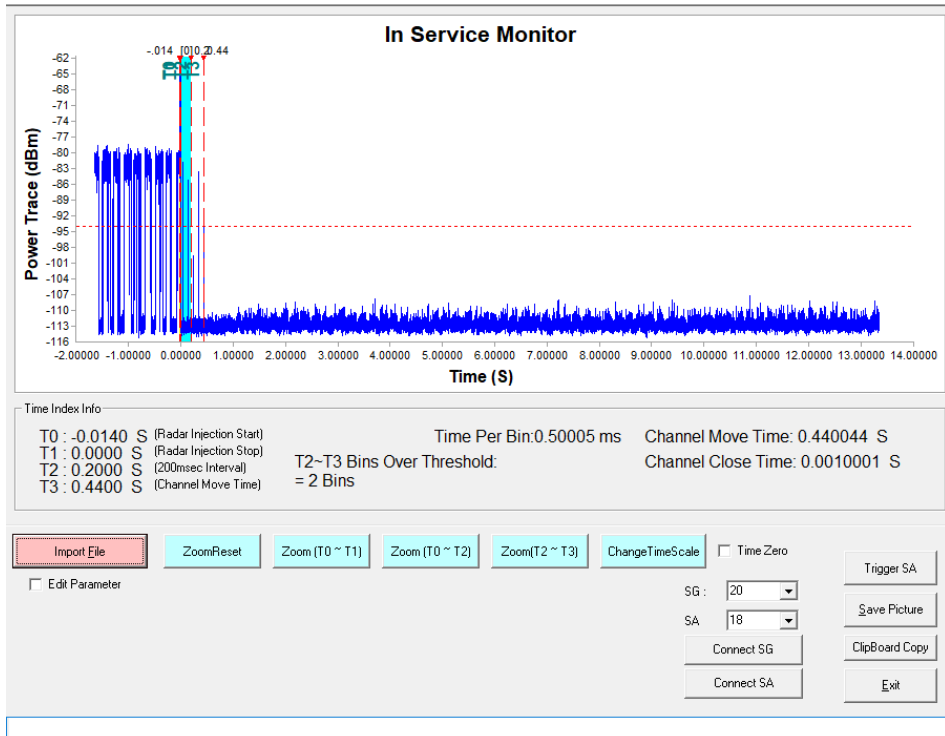 In Service Monitor
-.014
0.44
T0
T3
Power Trace (dBm)
-62
-65
-68
-71
-74
-77
-80
-83
-86
-89
-92
-95
-98
-101
-104
-107
-110
-113
-116
-2.00000 -1.00000 0.00000 1.00000 2.00000 3.00000 4.00000 5.00000 6.00000 7.00000 8.00000 9.00000 10.00000 11.00000 12.00000 13.00000 14.00000
Time (S)
Time Index Info
T0 : -0.0140 S (Radar Injection Start)
T1 : 0.0000 S (Radar Injection Stop)
T2 : 0.2000 S (200msec Interval)
T3 : 0.4400 S (Channel Move Time)
Time Per Bin:0.50005 ms
T2~T3 Bins Over Threshold:
= 2 Bins
Channel Move Time: 0.440044 S
Channel Close Time: 0.0010001 S
Import File
ZoomReset
Zoom (T0 ~ T1)
Zoom (T0 ~ T2)
Zoom(T2 ~ T3)
ChangeTimeScale
Time Zero
Edit Parameter
SG : 20
SA 18
Connect SG
Connect SA
Trigger SA
Save Picture
ClipBoard Copy
Exit